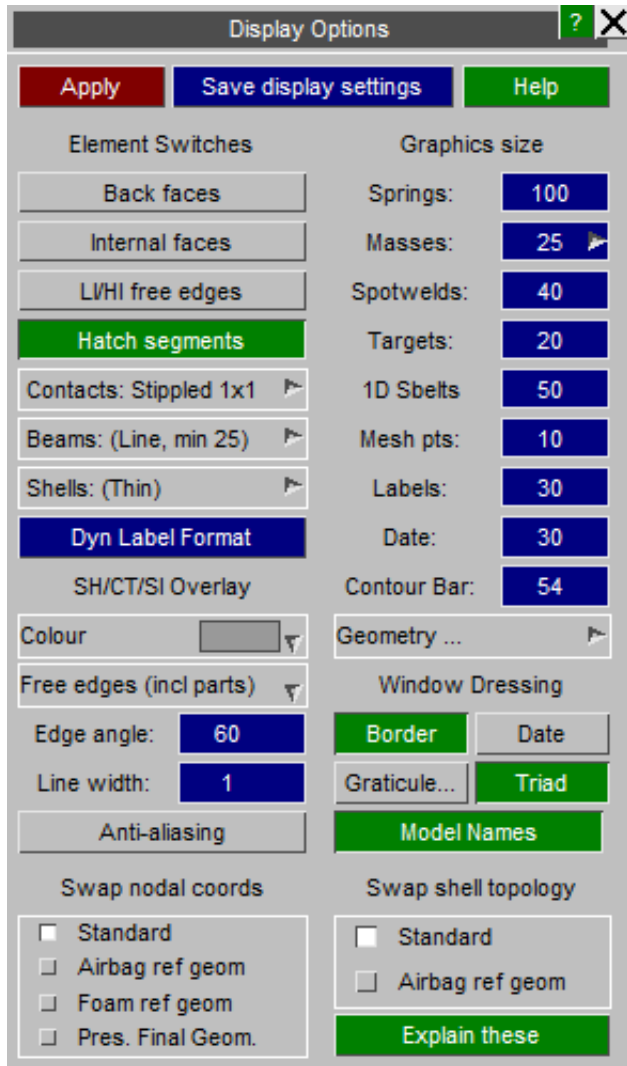 Display Options
?
X
Apply
Save display settings
Help
Element Switches
Graphics size
Back faces
Springs:
100
Internal faces
Masses:
25
LI/HI free edges
Spotwelds:
40
Hatch segments
Targets:
20
Contacts: Stippled 1x1
1D Sbelts
50
Beams: (Line, min 25)
Mesh pts:
10
Shells: (Thin)
Labels:
30
Dyn Label Format
Date:
30
SH/CT/SI Overlay
Contour Bar:
54
Colour
Geometry ...
Free edges (incl parts)
Window Dressing
Edge angle:
60
Border
Date
Line width:
1
Graticule...
Triad
Anti-aliasing
Model Names
Swap nodal coords
Swap shell topology
Standard
Standard
Airbag ref geom
Airbag ref geom
Foam ref geom
Pres. Final Geom.
Explain these